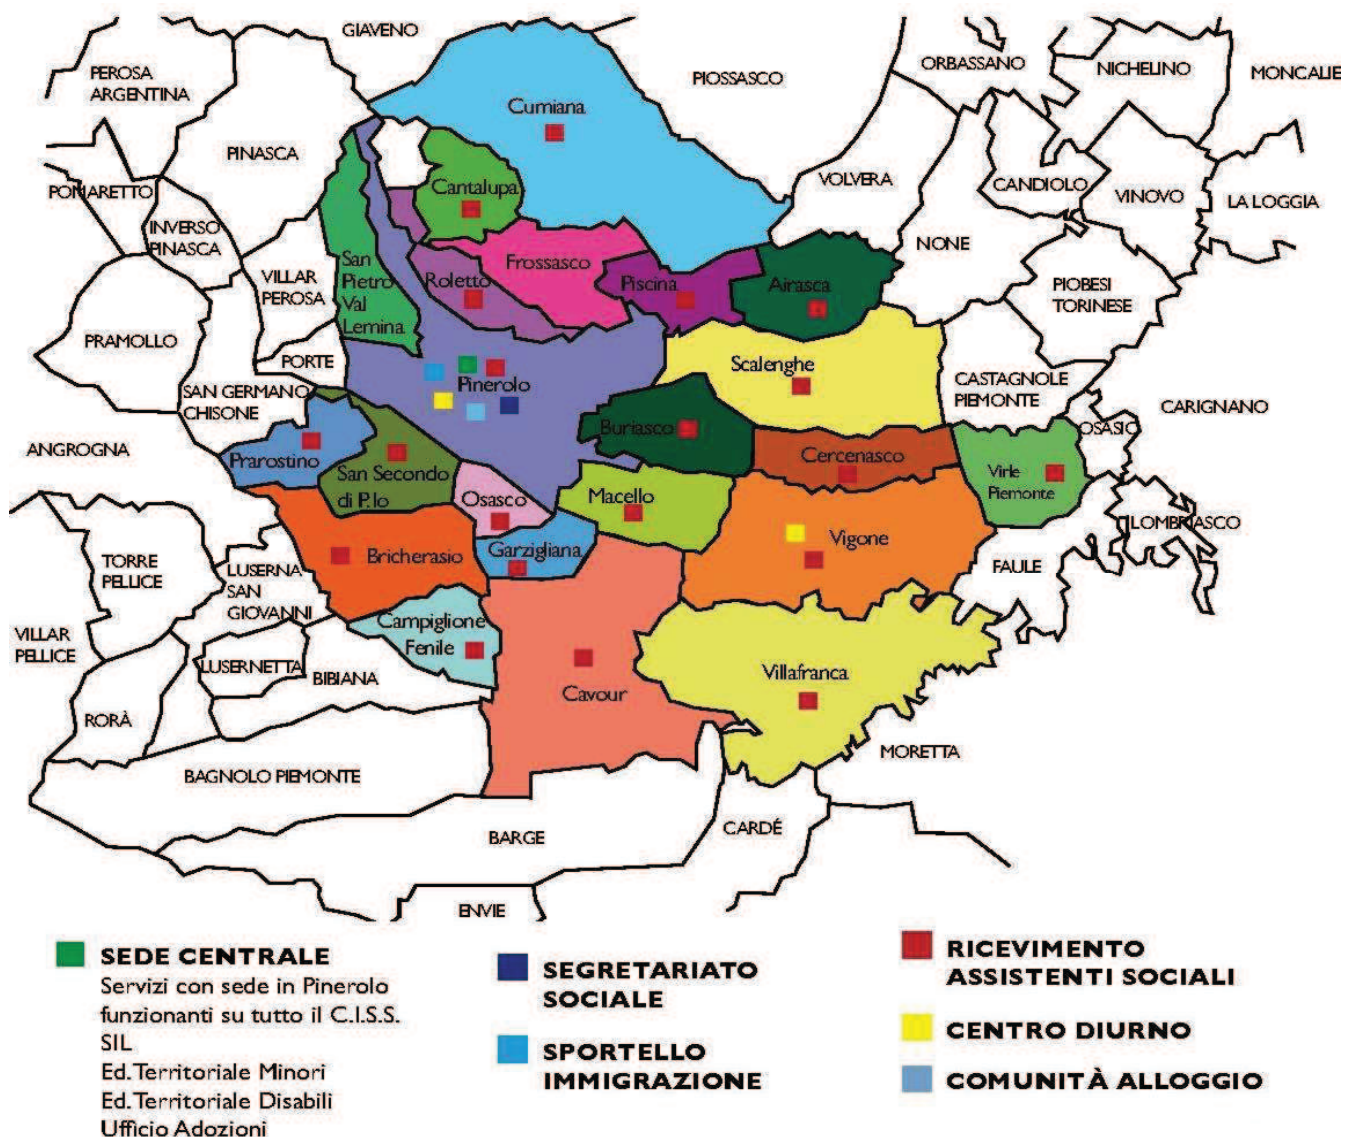 GIAVENO
PEROSA
ARGENTINA
PIOSSASCO
ORBASSANO
NICHELINO
MONCALIE
Cumiana
PINASCA
POMARETTO
Cantalupa
VOLVERA
CANDIOLO
VINOVO
LA LOGGIA
INVERSO
PINASCA
NONE
VILLAR
PEROSA
San
Pietro
Val
Lemina
Roletto
Frossasco
Piscina
Airasca
PIOBESI
TORINESE
PRAMOLLO
PORTE
Scalenghe
SAN GERMANO
CHISONE
Pinerolo
CASTAGNOLE
PIEMONTE
CARIGNANO
OSASIO
ANGROGNA
Prarostino
San Secondo
di P.lo
Buriasco
Cercenasco
Virle
Piemonte
Osasco
Macello
LOMBRIASCO
Bricherasio
Garzigliana
Vigone
FAULE
TORRE
PELLICE
LUSERNA
SAN
GIOVANNI
VILLAR
PELLICE
Campiglione
Fenile
LUSERNETTA
BIBIANA
Cavour
Villafranca
RORÀ
MORETTA
BAGNOLO PIEMONTE
BARGE
CARDÉ
ENVIE
SEDE CENTRALE
Servizi con sede in Pinerolo
funzionanti su tutto il C.I.S.S.
SIL
Ed. Territoriale Minori
Ed. Territoriale Disabili
Ufficio Adozioni
SEGRETARIATO
SOCIALE
SPORTELLO
IMMIGRAZIONE
RICEVIMENTO
ASSISTENTI SOCIALI
CENTRO DIURNO
COMUNITÀ ALLOGGIO